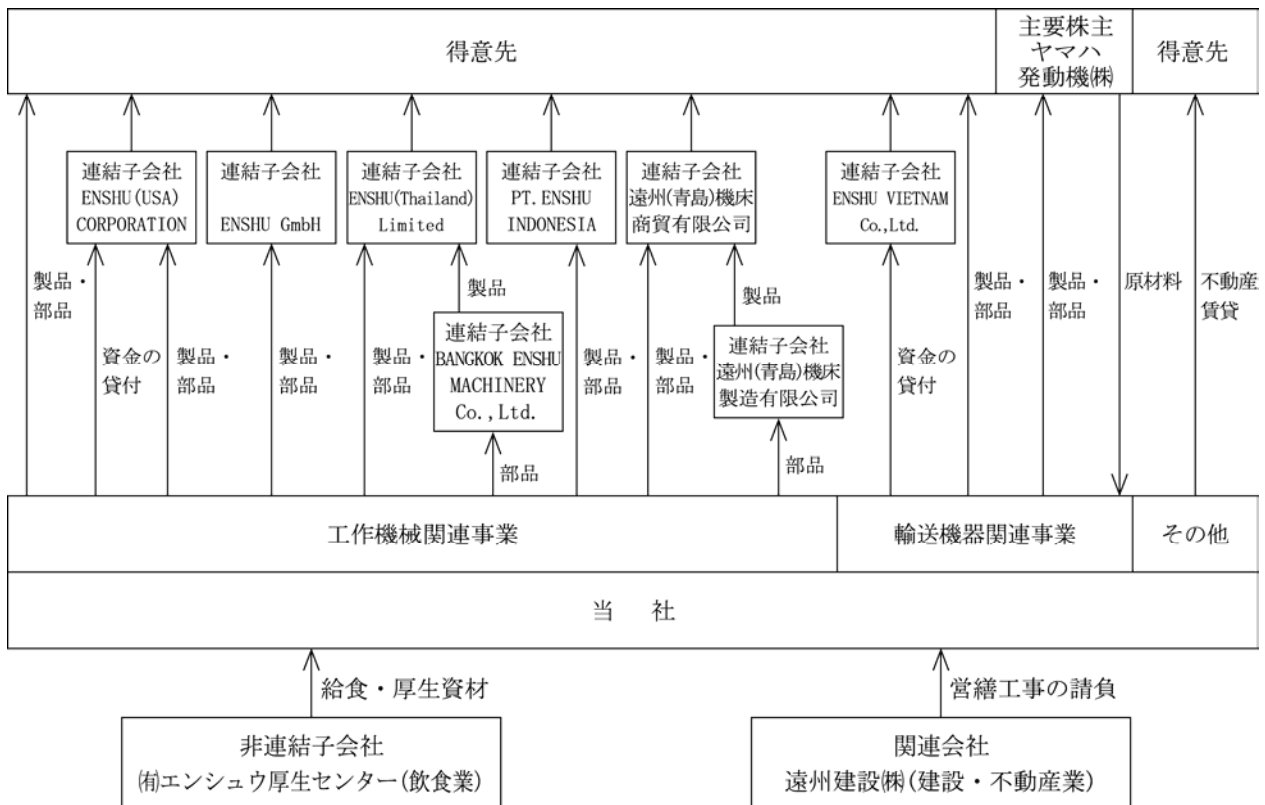 得意先
主要株主
ヤマハ
発動機㈱
得意先
連結子会社
ENSHU(USA)
CORPORATION
連結子会社
ENSHU GmbH
連結子会社
ENSHU(Thailand)
Limited
連結子会社
PT.ENSHU
INDONESIA
連結子会社
遠州(青島)機床
商貿有限公司
連結子会社
ENSHU VIETNAM
Co.,Ltd.
製品・
部品
資金の
貸付
製品・
部品
製品・
部品
製品・
部品
製品
連結子会社
BANGKOK ENSHU
MACHINERY
Co.,Ltd.
部品
製品・
部品
製品・
部品
製品
連結子会社
遠州(青島)機床
製造有限公司
部品
資金の
貸付
製品・
部品
製品・
部品
原材料
不動産
賃貸
工作機械関連事業
輸送機器関連事業
その他
当 社
給食・厚生資材
営繕工事の請負
非連結子会社
㈲エンシュウ厚生センター(飲食業)
関連会社
遠州建設㈱(建設・不動産業)